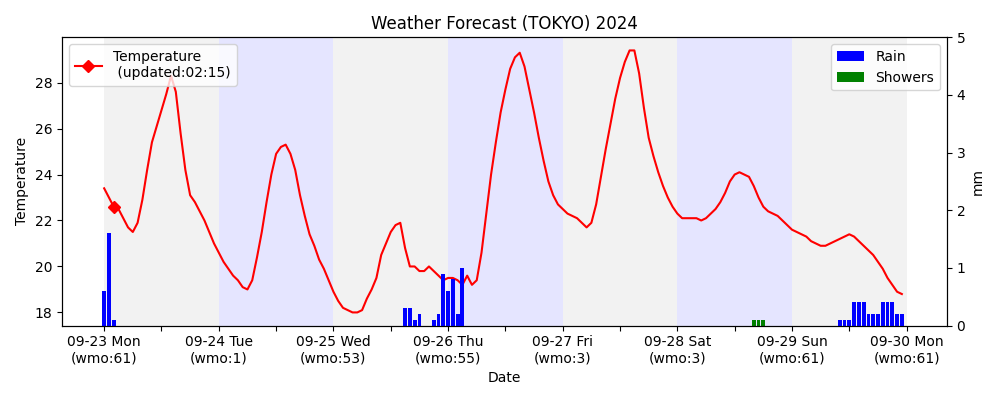 Weather Forecast (TOKYO) 2024
Temperature
(updated:02:15)
Rain
Showers
Temperature
28
26
24
22
20
18
5
4
3
2
1
0
mm
09-23 Mon
(wmo:61)
09-24 Tue
(wmo:1)
09-25 Wed
(wmo:53)
09-26 Thu
(wmo:55)
09-27 Fri
(wmo:3)
09-28 Sat
(wmo:3)
09-29 Sun
(wmo:61)
09-30 Mon
(wmo:61)
Date